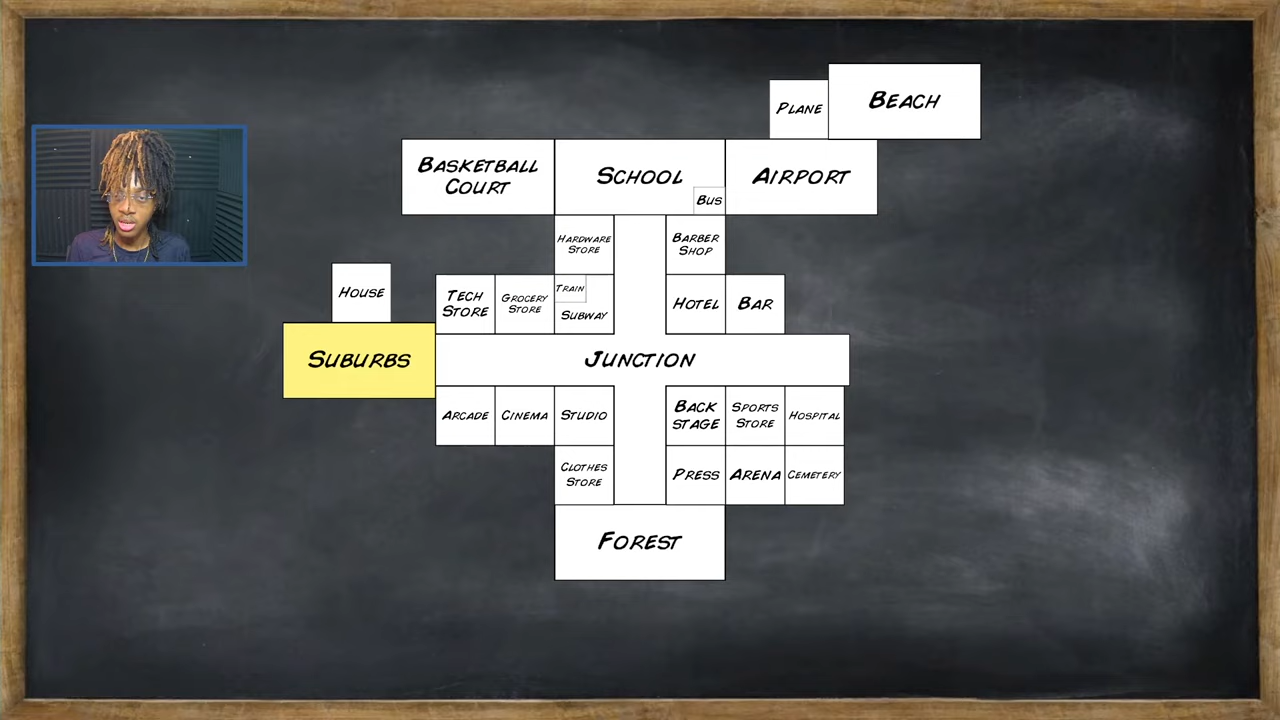 PLANE
BEACH
BASKETBALL
COURT
SCHOOL
BUS
AIRPORT
HARDWARE
STORE
BARBER
SHOP
HOUSE
TECH
STORE
GROCERY
STORE
TRAIN
SUBWAY
HOTEL
BAR
SUBURBS
JUNCTION
ARCADE
CINEMA
STUDIO
BACK
STAGE
SPORTS
STORE
HOSPITAL
CLOTHES
STORE
PRESS
ARENA
CEMETERY
FOREST